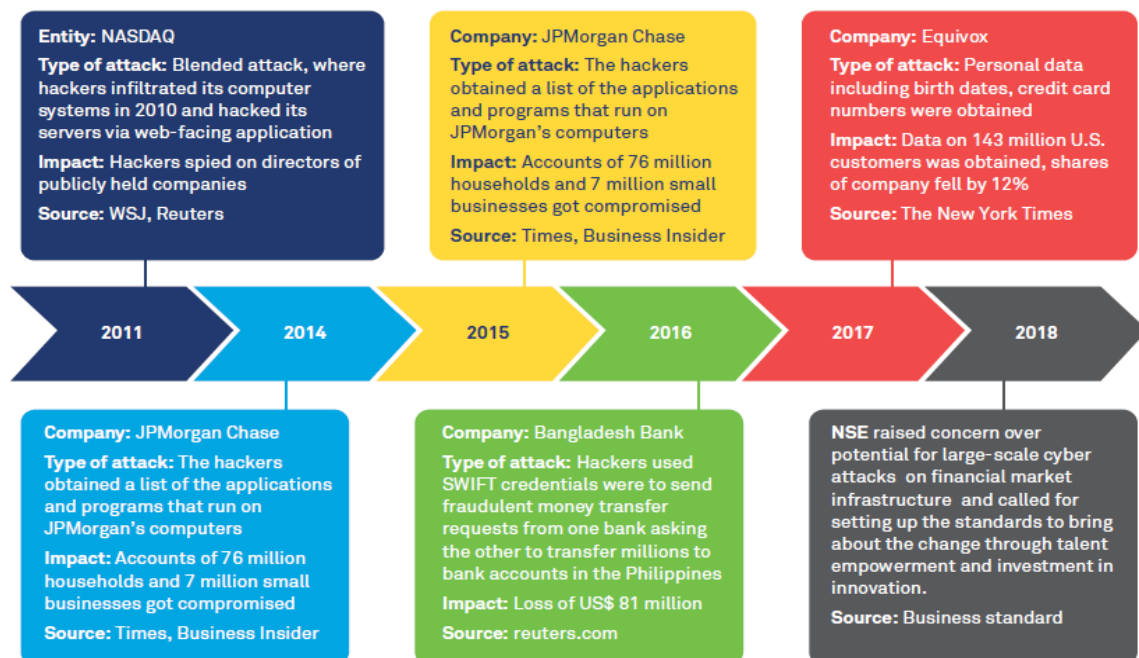 Entity: NASDAQ
Type of attack: Blended attack, where
hackers infiltrated its computer
systems in 2010 and hacked its
servers via web-facing application
Impact: Hackers spied on directors of
publicly held companies
Source: WSJ, Reuters
Company: JPMorgan Chase
Type of attack: The hackers
obtained a list of the applications
and programs that run on
JPMorgan's computers
Impact: Accounts of 76 million
households and 7 million small
businesses got compromised
Source: Times, Business Insider
Company: Equivox
Type of attack: Personal data
including birth dates, credit card
numbers were obtained
Impact: Data on 143 million U.S.
customers was obtained, shares
of company fell by 12%
Source: The New York Times
2011
2014
2015
2016
2017
2018
Company: JPMorgan Chase
Type of attack: The hackers
obtained a list of the applications
and programs that run on
JPMorgan's computers
Impact: Accounts of 76 million
households and 7 million small
businesses got compromised
Source: Times, Business Insider
Company: Bangladesh Bank
Type of attack: Hackers used
SWIFT credentials were to send
fraudulent money transfer
requests from one bank asking
the other to transfer millions to
bank accounts in the Philippines
Impact: Loss of US$ 81 million
Source: reuters.com
NSE raised concern over
potential for large-scale cyber
attacks on financial market
infrastructure and called for
setting up the standards to bring
about the change through talent
empowerment and investment in
innovation.
Source: Business standard